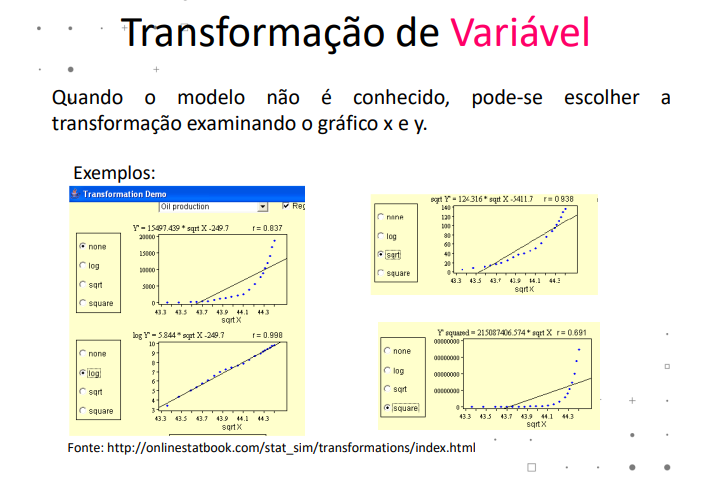 Transformação de Variável
Quando o modelo não é conhecido, pode-se escolher a
transformação examinando o gráfico x e y.
Exemplos:
Transformation Demo
Oil production
Reg
Y' = 15497.439 * sqrt X -249.7 r = 0.837
none
log
sqrt
square
20000
15000
10000
5000
0
43.3 43.5 43.7 43.9 44.1 44.3
sqrt X
log Y' = 5.844 * sqrt X -249.7 r = 0.998
none
log
sqrt
square
10
9
8
7
6
5
4
3
43.3 43.5 43.7 43.9 44.1 44.3
sqrt X
sqrt Y' = 124.316 * sqrt X -5411.7 r = 0.938
none
log
sqrt
square
140
120
100
80
60
40
20
0
43.3 43.5 43.7 43.9 44.1 44.3
sqrt X
Y' squared = 215087406.574 * sqrt X r = 0.691
none
log
sqrt
square
00000000
00000000
00000000
00000000
0
43.3 43.5 43.7 43.9 44.1 44.3
sqrt X
Fonte: http://onlinestatbook.com/stat_sim/transformations/index.html